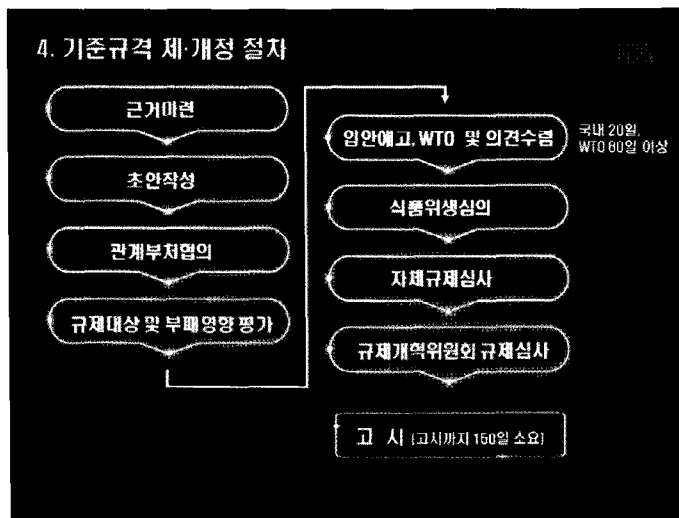 4. 기준규격 제·개정 절차
근거마련
초안작성
관계부처협의
규제대상 및 부패영향 평가
입안예고, WTO 및 의견수렴
국내 20일,
WTO 60일 이상
식품위생심의
자체규제심사
규제개혁위원회 규제심사
고 시 (고시까지 150일 소요)